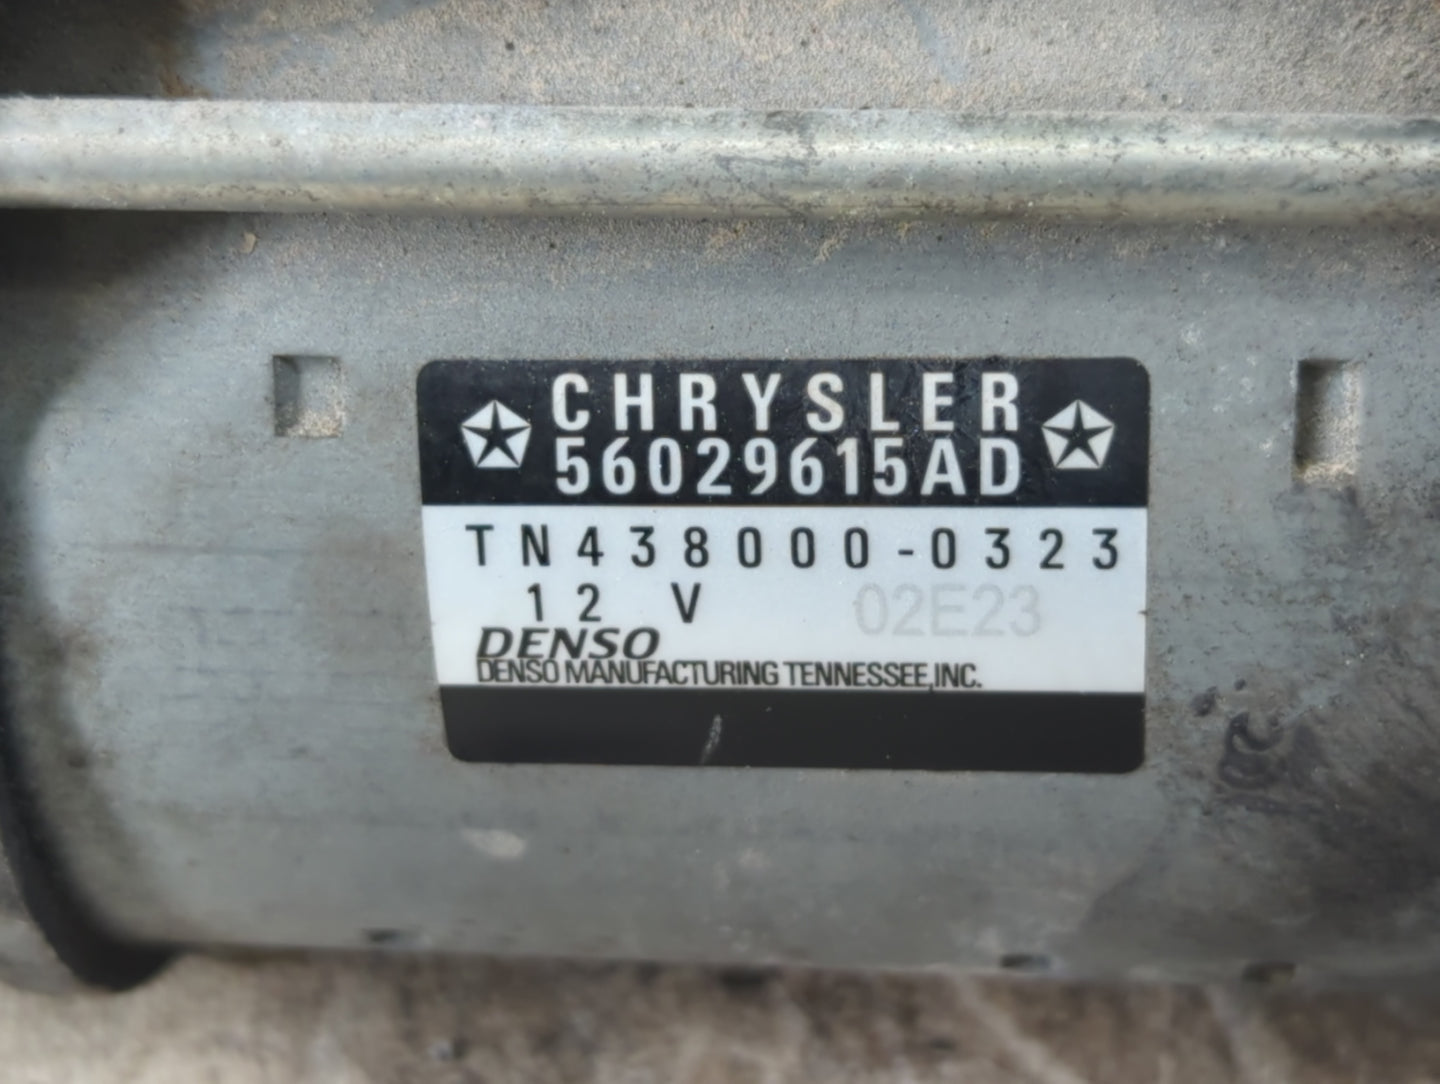 CHRYSLER
56029615AD
TN438000-0323
12 V 02E23
DENSO
DENSO MANUFACTURING TENNESSEE,INC.